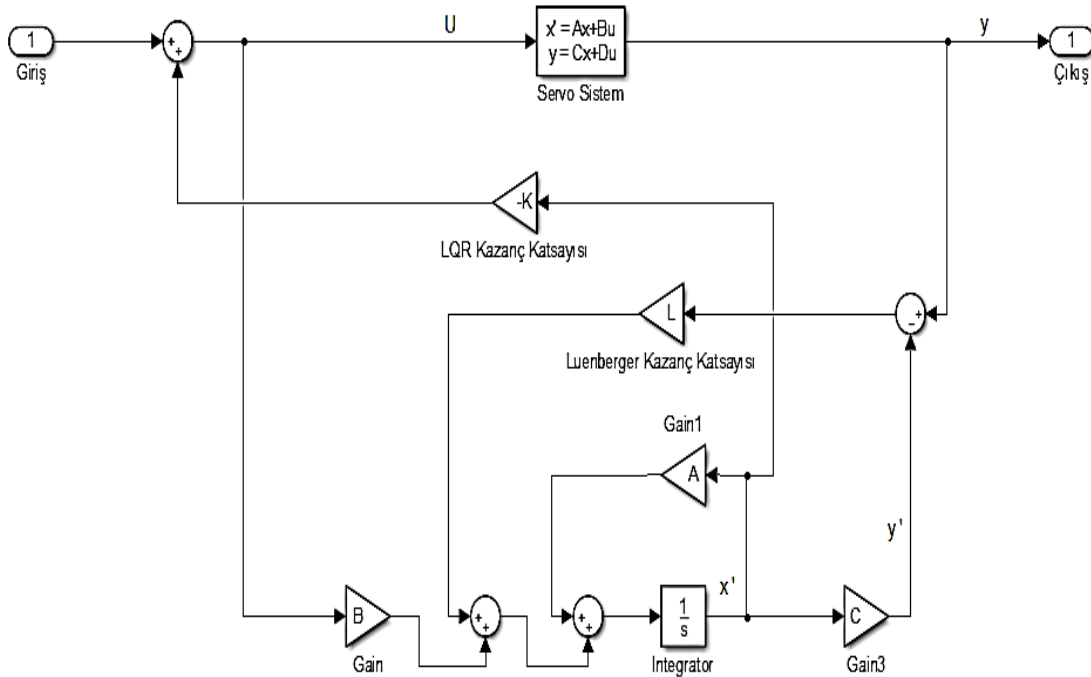 1
Giriş
+
+
U
x' = Ax+Bu
y = Cx+Du
Servo Sistem
y
1
Çıkış
-K
LQR Kazanç Katsayısı
L
Luenberger Kazanç Katsayısı
+
−
Gain1
A
y'
x'
B
Gain
+
+
+
+
1
s
Integrator
C
Gain3